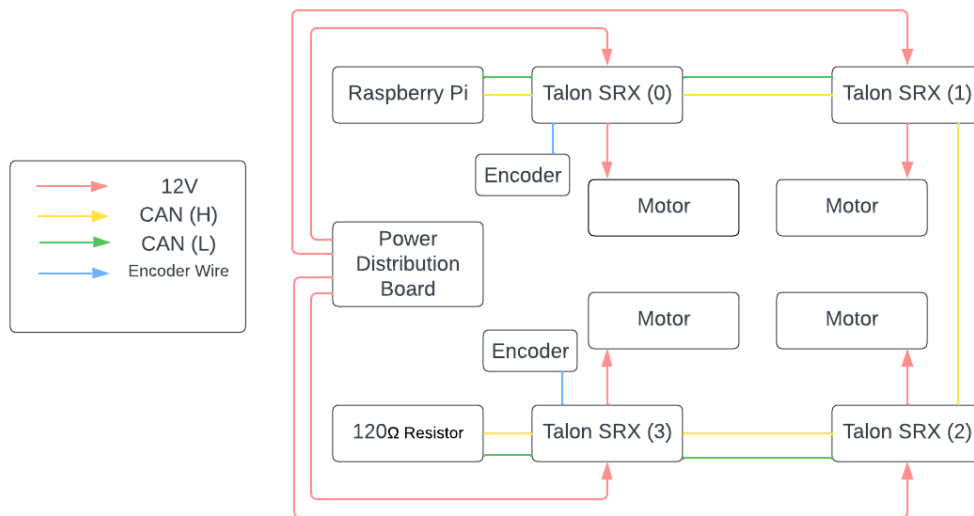 12V
CAN (H)
CAN (L)
Encoder Wire
Raspberry Pi
Talon SRX (0)
Talon SRX (1)
Encoder
Motor
Motor
Power
Distribution
Board
Motor
Motor
Encoder
120Ω Resistor
Talon SRX (3)
Talon SRX (2)